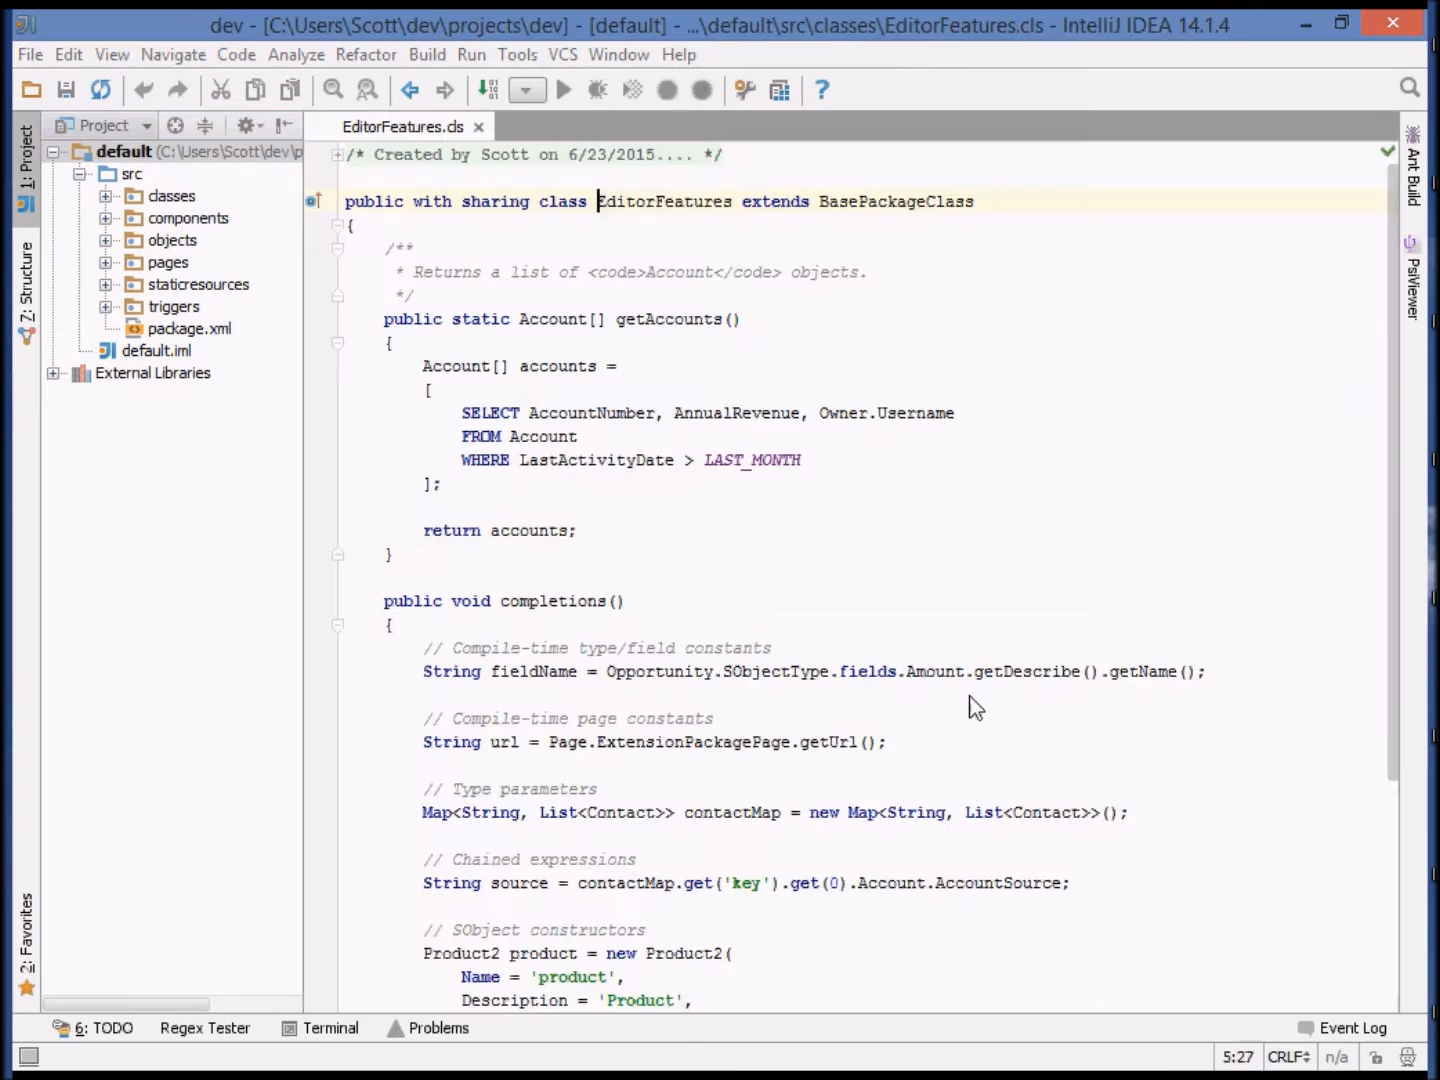 dev - [C:\Users\Scott\dev\projects\dev] - [default] - ...\default\src\classes\EditorFeatures.cls - IntelliJ IDEA 14.1.4
File Edit View Navigate Code Analyze Refactor Tools Build Run Tools VCS Window Help
Project
EditorFeatures.cls
default (C:\Users\Scott\dev\p
src
classes
components
objects
pages
staticresources
triggers
package.xml
default.iml
External Libraries
1: Project
7: Structure
2: Favorites
/* Created by Scott on 6/23/2015.... */
public with sharing class EditorFeatures extends BasePackageClass
{
/**
* Returns a list of <code>Account</code> objects.
*/
public static Account[] getAccounts()
{
Account[] accounts =
[
SELECT AccountNumber, AnnualRevenue, Owner.Username
FROM Account
WHERE LastActivityDate > LAST_MONTH
];
return accounts;
}
public void completions()
{
// Compile-time type/field constants
String fieldName = Opportunity.SObjectType.fields.Amount.getDescribe().getName();
// Compile-time page constants
String url = Page.ExtensionPackagePage.getUrl();
// Type parameters
Map<String, List<Contact>> contactMap = new Map<String, List<Contact>>();
// Chained expressions
String source = contactMap.get('key').get(0).Account.AccountSource;
// SObject constructors
Product2 product = new Product2(
Name = 'product',
Description = 'Product',
Ant Build
PsiViewer
6: TODO Regex Tester Terminal Problems Event Log
5:27 CRLF n/a